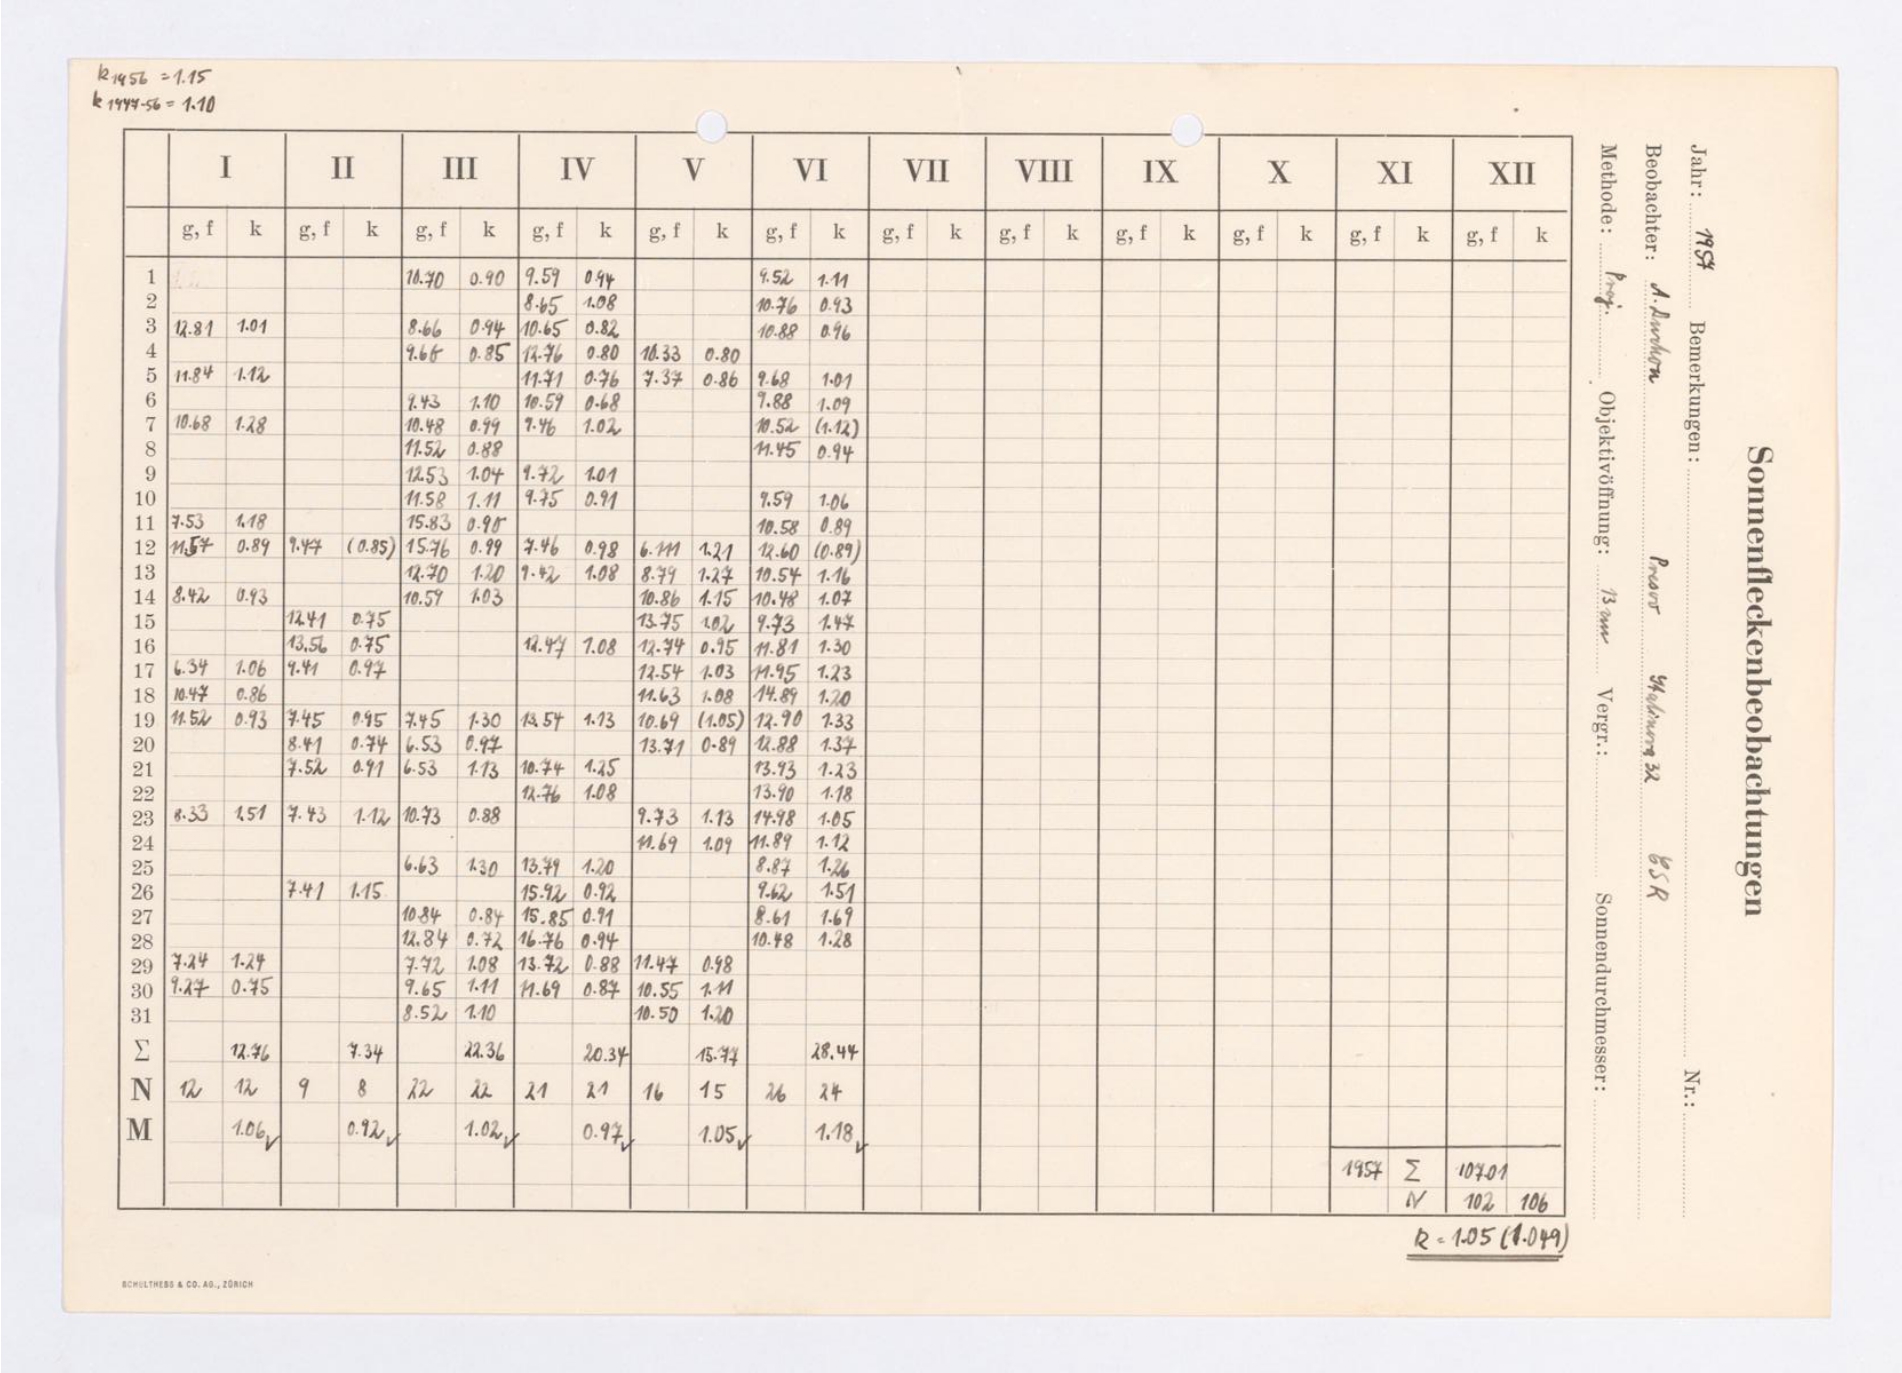 k 1956 = 1.15
k 1947-56 = 1.10
Sonnenfleckenbeobachtungen
Jahr: 1957 Bemerkungen: Nr.:
Beobachter: Presov 32 ČSR
Methode: Proj. Objektivöffnung: Vergr.: Sonnendurchmesser:
I II III IV V VI VII VIII IX X XI XII
g, f k g, f k g, f k g, f k g, f k g, f k g, f k g, f k g, f k g, f k g, f k g, f k
1 10.70 0.90 9.59 0.94 9.52 1.11
2 8.65 1.08 10.76 0.93
3 12.81 1.01 8.66 0.94 10.65 0.82 10.88 0.96
4 9.65 0.85 12.76 0.80 10.33 0.80
5 11.84 1.12 11.71 0.76 7.37 0.86 9.68 1.01
6 9.43 1.10 10.59 0.68 9.88 1.09
7 10.68 1.28 10.48 0.99 9.46 1.02 10.52 (1.12)
8 11.52 0.88 11.45 0.94
9 12.53 1.04 9.72 1.01
10 11.58 1.11 9.75 0.91 9.59 1.06
11 7.53 1.18 15.83 0.95 10.58 0.89
12 11.57 0.89 9.47 (0.85) 15.76 0.99 7.46 0.98 6.111 1.21 12.60 (0.89)
13 12.70 1.20 9.42 1.08 8.79 1.27 10.54 1.16
14 8.42 0.93 10.59 1.03 10.86 1.15 10.48 1.07
15 12.41 0.75 13.75 1.02 9.73 1.47
16 13.56 0.75 12.47 1.08 12.74 0.95 11.81 1.30
17 6.34 1.06 9.41 0.97 12.54 1.03 11.95 1.23
18 10.47 0.86 11.63 1.08 14.89 1.20
19 11.52 0.93 7.45 0.95 7.45 1.30 13.57 1.13 10.69 (1.05) 12.90 1.33
20 8.41 0.74 6.53 0.97 13.71 0.89 12.88 1.37
21 7.52 0.91 6.53 1.13 10.74 1.25 13.93 1.23
22 12.76 1.08 13.90 1.18
23 8.33 1.51 7.43 1.12 10.73 0.88 9.73 1.13 14.98 1.05
24 11.69 1.09 11.89 1.12
25 6.63 1.30 13.79 1.20 8.87 1.26
26 7.41 1.15 15.92 0.92 9.62 1.51
27 10.84 0.84 15.85 0.91 8.61 1.69
28 12.84 0.72 16.76 0.94 10.48 1.28
29 7.24 1.24 7.72 1.08 13.72 0.88 11.47 0.98
30 9.27 0.75 9.65 1.11 11.69 0.87 10.55 1.11
31 8.52 1.10 10.50 1.20
Σ 12.76 7.34 22.36 20.34 15.77 28.44
N 12 12 9 8 22 22 21 21 16 15 26 24
M 1.06 0.92 1.02 0.97 1.05 1.18
1957 Σ 107.01
N 102 106
k = 1.05 (1.049)
SCHULTHESS & CO. AG., ZÜRICH